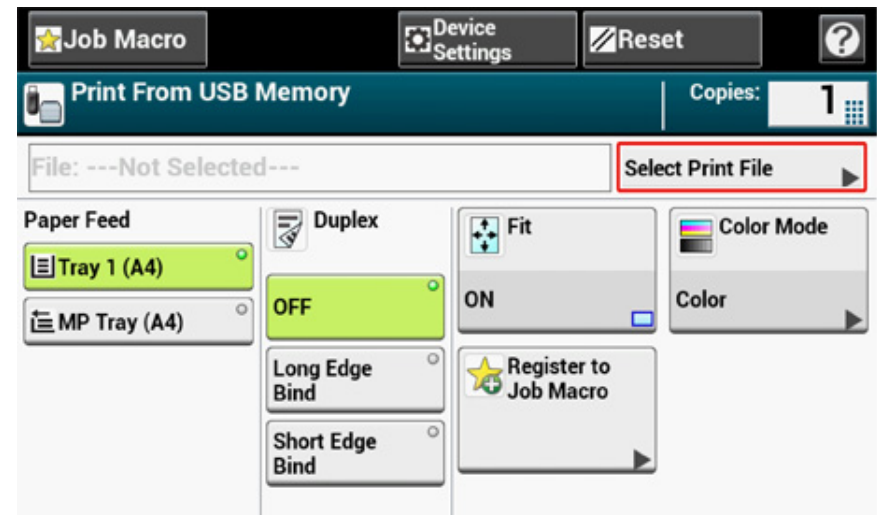 Job Macro
Device
Settings
Reset
?
Print From USB Memory
Copies:
1
File: ---Not Selected---
Select Print File
Paper Feed
Tray 1 (A4)
MP Tray (A4)
Duplex
OFF
Long Edge
Bind
Short Edge
Bind
Fit
ON
Register to
Job Macro
Color Mode
Color